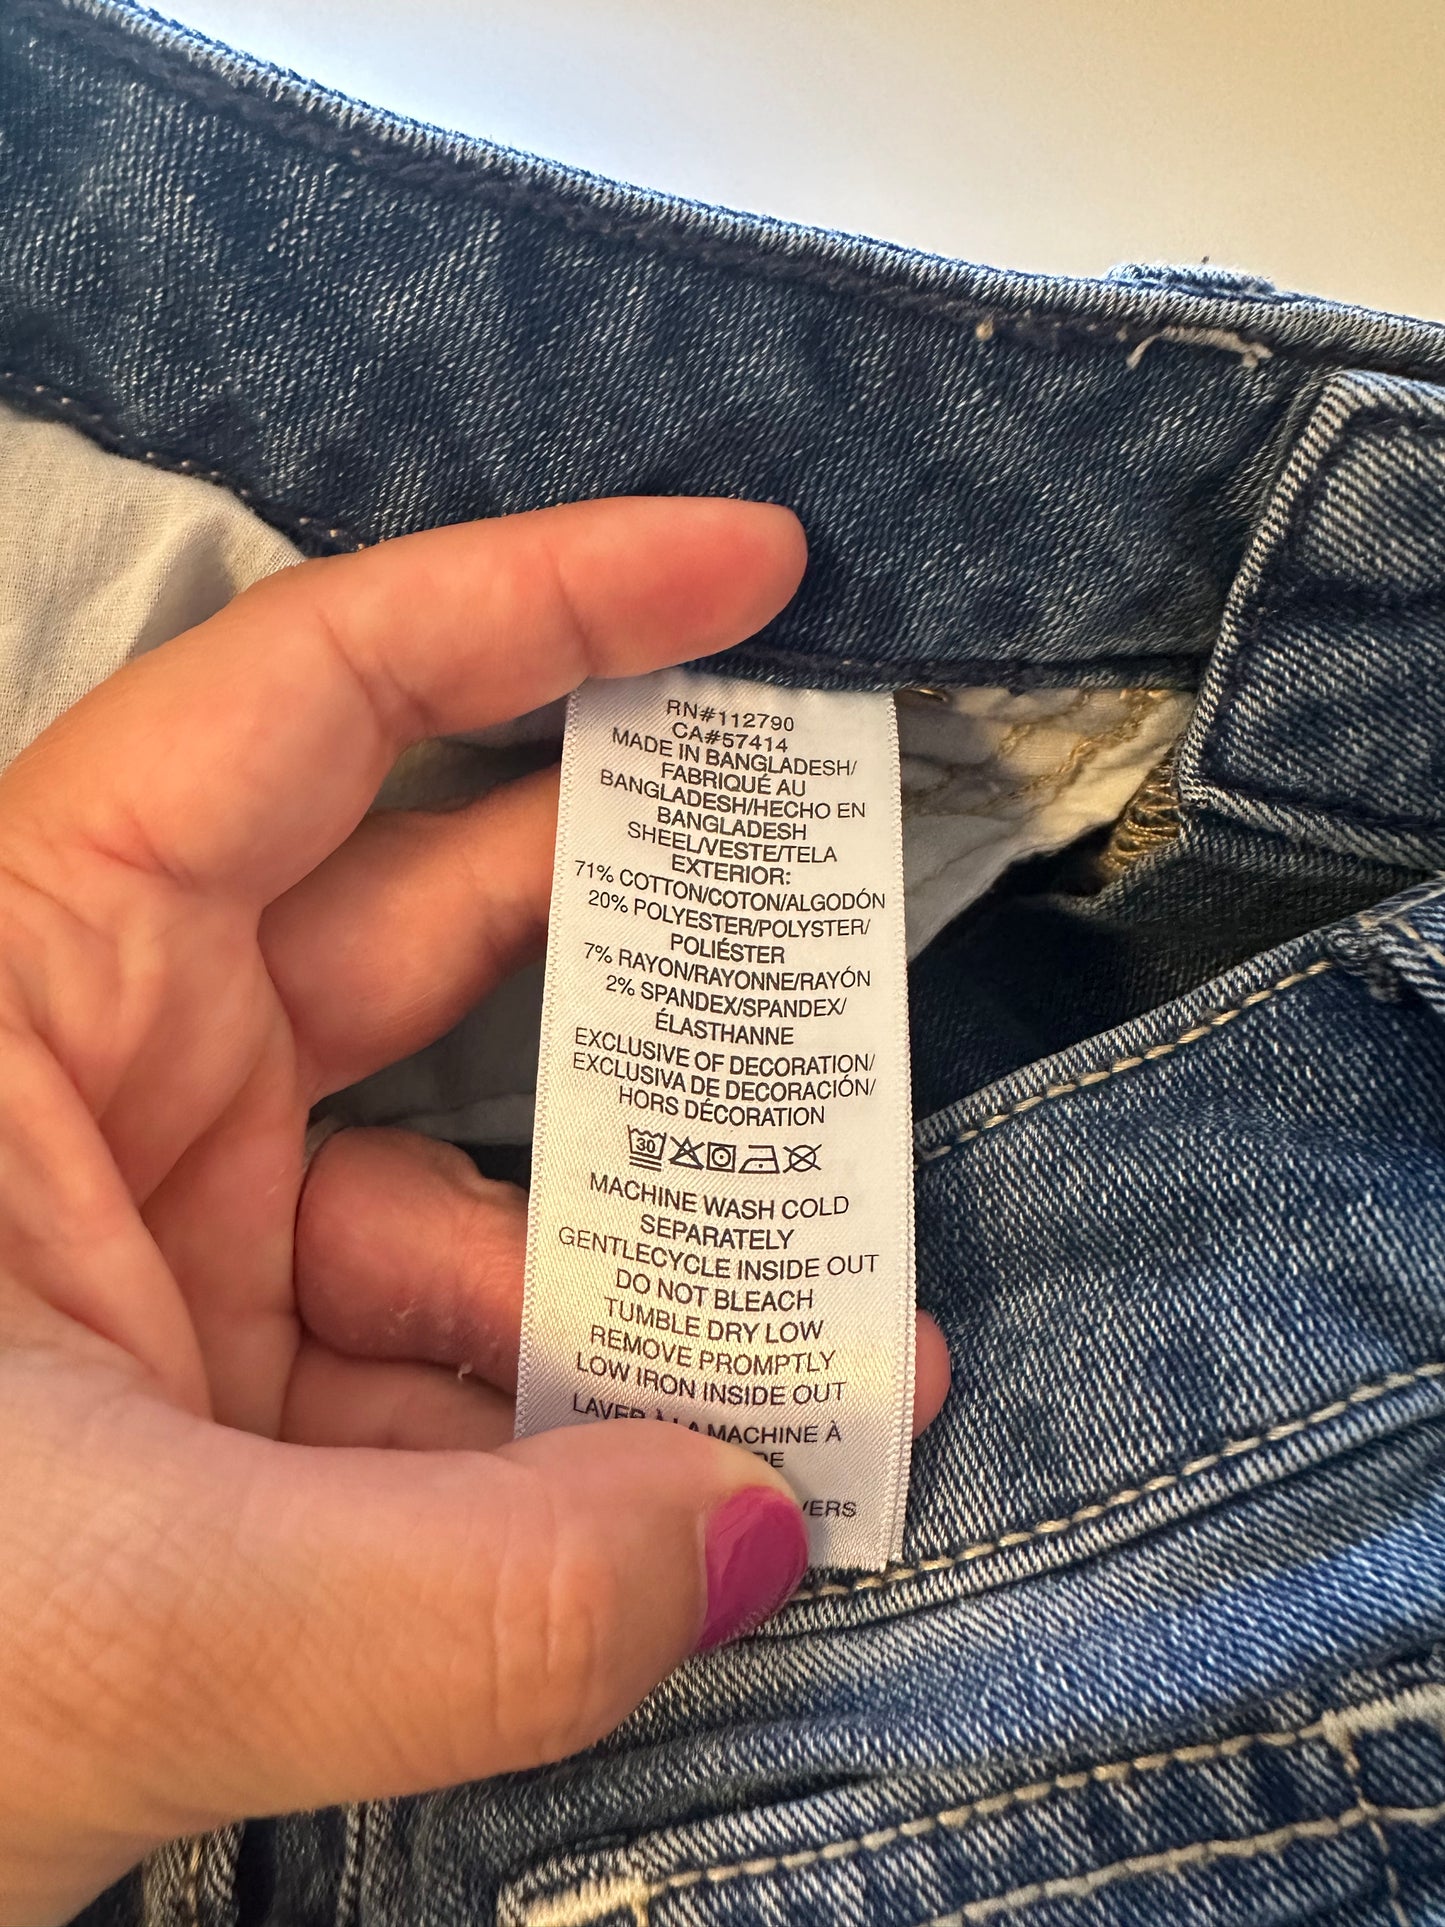 RN#112790
CA#57414
MADE IN BANGLADESH/
FABRIQUÉ AU
BANGLADESH/HECHO EN
BANGLADESH
SHEEL/VESTE/TELA
EXTERIOR:
71% COTTON/COTON/ALGODÓN
20% POLYESTER/POLYSTER/
POLIÉSTER
7% RAYON/RAYONNE/RAYÓN
2% SPANDEX/SPANDEX/
ÉLASTHANNE
EXCLUSIVE OF DECORATION/
EXCLUSIVA DE DECORACIÓN/
HORS DÉCORATION
30
MACHINE WASH COLD
SEPARATELY
GENTLECYCLE INSIDE OUT
DO NOT BLEACH
TUMBLE DRY LOW
REMOVE PROMPTLY
LOW IRON INSIDE OUT
LAVER À LA MACHINE À